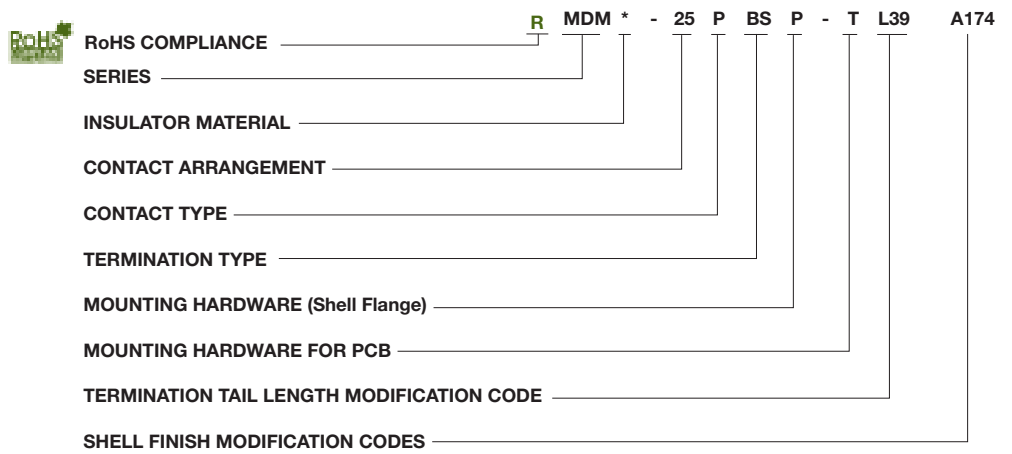 R MDM * - 25 P BS P - T L39 A174
RoHS
RoHS COMPLIANCE
SERIES
INSULATOR MATERIAL
CONTACT ARRANGEMENT
CONTACT TYPE
TERMINATION TYPE
MOUNTING HARDWARE (Shell Flange)
MOUNTING HARDWARE FOR PCB
TERMINATION TAIL LENGTH MODIFICATION CODE
SHELL FINISH MODIFICATION CODES